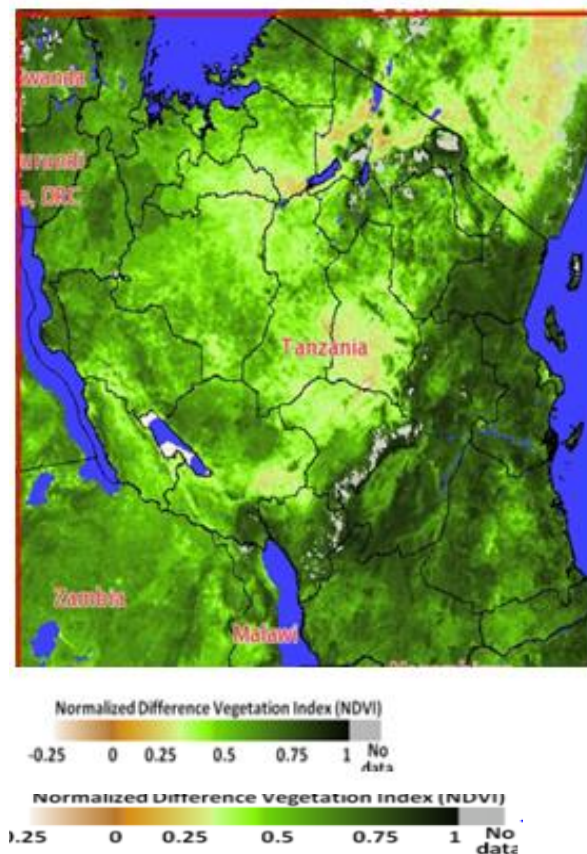 wanda
urundi
, DRC
Tanzania
Zambia
Malawi
Normalized Difference Vegetation Index (NDVI)
-0.25 0 0.25 0.5 0.75 1 No
data
Normalized Difference Vegetation Index (NDVI)
0.25 0 0.25 0.5 0.75 1 No
data